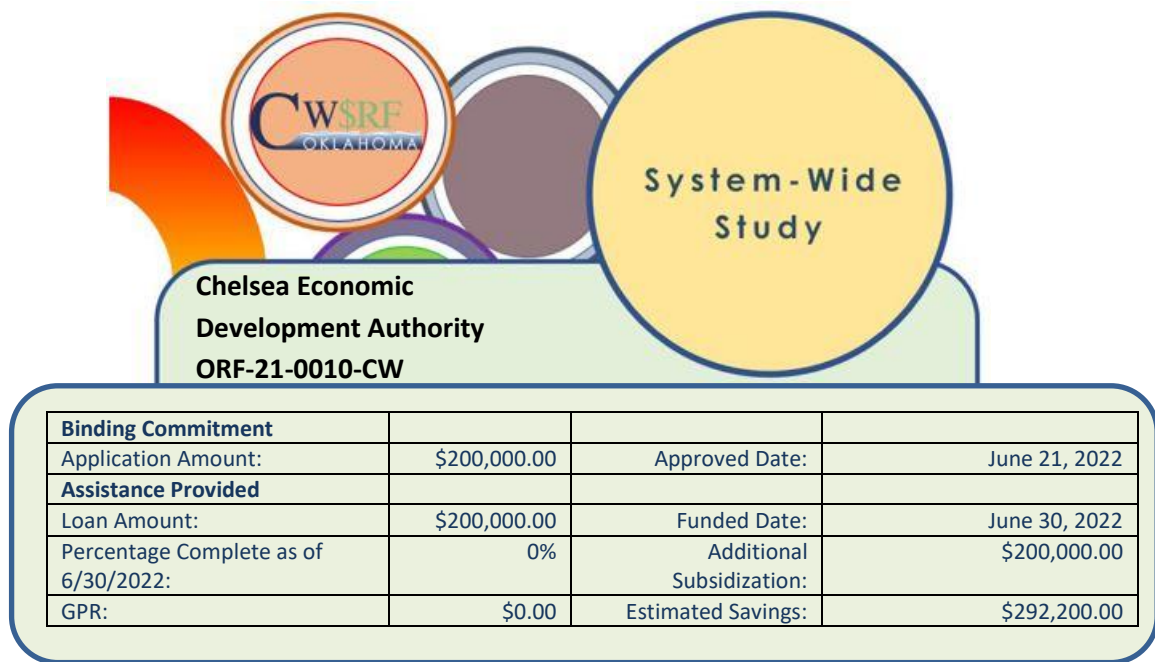 CW$RF
OKLAHOMA
System-Wide
Study
Chelsea Economic
Development Authority
ORF-21-0010-CW
Binding Commitment
Application Amount: $200,000.00 Approved Date: June 21, 2022
Assistance Provided
Loan Amount: $200,000.00 Funded Date: June 30, 2022
Percentage Complete as of 0% Additional $200,000.00
6/30/2022: Subsidization:
GPR: $0.00 Estimated Savings: $292,200.00